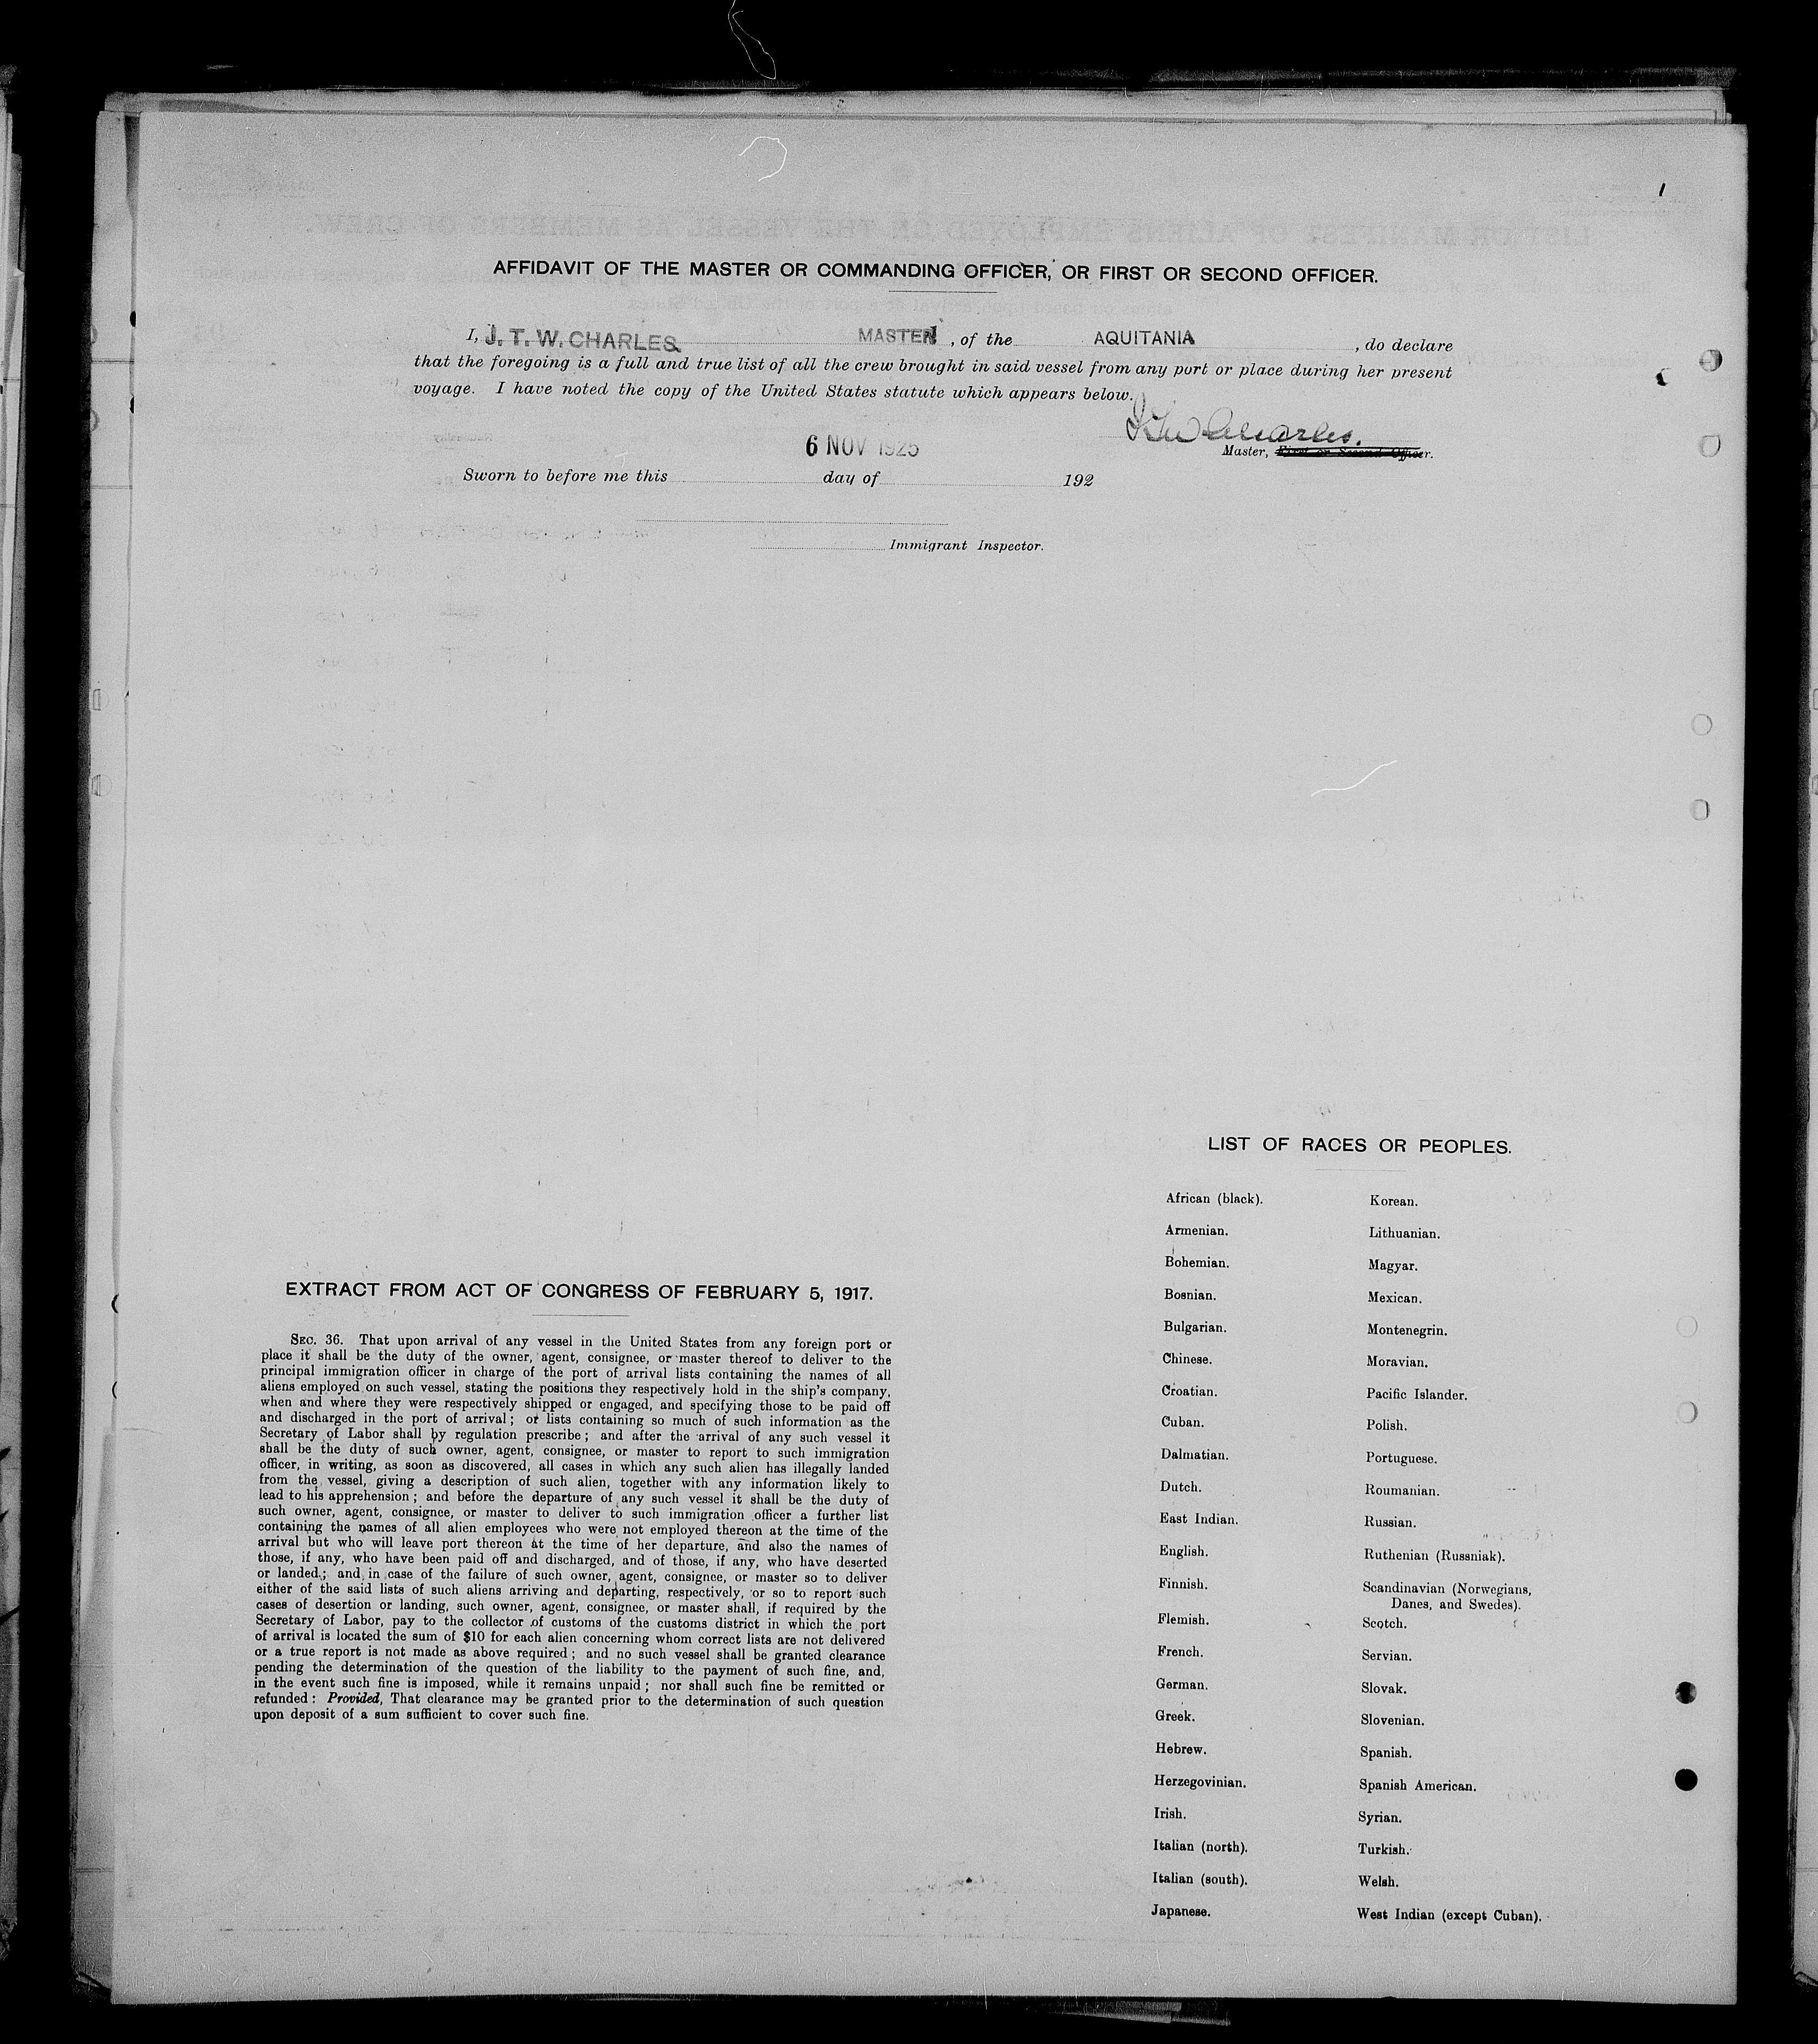 1
AFFIDAVIT OF THE MASTER OR COMMANDING OFFICER, OR FIRST OR SECOND OFFICER.
I, J. T. W. CHARLES MASTER, of the AQUITANIA, do declare
that the foregoing is a full and true list of all the crew brought in said vessel from any port or place during her present
voyage. I have noted the copy of the United States statute which appears below.
JTW Charles.
6 NOV 1925
Master, First or Second Officer.
Sworn to before me this day of 192
Immigrant Inspector.
EXTRACT FROM ACT OF CONGRESS OF FEBRUARY 5, 1917.
SEC. 36. That upon arrival of any vessel in the United States from any foreign port or
place it shall be the duty of the owner, agent, consignee, or master thereof to deliver to the
principal immigration officer in charge of the port of arrival lists containing the names of all
aliens employed on such vessel, stating the positions they respectively hold in the ship's company,
when and where they were respectively shipped or engaged, and specifying those to be paid off
and discharged in the port of arrival; or lists containing so much of such information as the
Secretary of Labor shall by regulation prescribe; and after the arrival of any such vessel it
shall be the duty of such owner, agent, consignee, or master to report to such immigration
officer, in writing, as soon as discovered, all cases in which any such alien has illegally landed
from the vessel, giving a description of such alien, together with any information likely to
lead to his apprehension; and before the departure of any such vessel it shall be the duty of
such owner, agent, consignee, or master to deliver to such immigration officer a further list
containing the names of all alien employees who were not employed thereon at the time of the
arrival but who will leave port thereon at the time of her departure, and also the names of
those, if any, who have been paid off and discharged, and of those, if any, who have deserted
or landed; and in case of the failure of such owner, agent, consignee, or master so to deliver
either of the said lists of such aliens arriving and departing, respectively, or so to report such
cases of desertion or landing, such owner, agent, consignee, or master shall, if required by the
Secretary of Labor, pay to the collector of customs of the customs district in which the port
of arrival is located the sum of $10 for each alien concerning whom correct lists are not delivered
or a true report is not made as above required; and no such vessel shall be granted clearance
pending the determination of the question of the liability to the payment of such fine, and,
in the event such fine is imposed, while it remains unpaid; nor shall such fine be remitted or
refunded: Provided, That clearance may be granted prior to the determination of such question
upon deposit of a sum sufficient to cover such fine.
LIST OF RACES OR PEOPLES.
African (black).
Armenian.
Bohemian.
Bosnian.
Bulgarian.
Chinese.
Croatian.
Cuban.
Dalmatian.
Dutch.
East Indian.
English.
Finnish.
Flemish.
French.
German.
Greek.
Hebrew.
Herzegovinian.
Irish.
Italian (north).
Italian (south).
Japanese.
Korean.
Lithuanian.
Magyar.
Mexican.
Montenegrin.
Moravian.
Pacific Islander.
Polish.
Portuguese.
Roumanian.
Russian.
Ruthenian (Russniak).
Scandinavian (Norwegians,
Danes, and Swedes).
Scotch.
Servian.
Slovak.
Slovenian.
Spanish.
Spanish American.
Syrian.
Turkish.
Welsh.
West Indian (except Cuban).